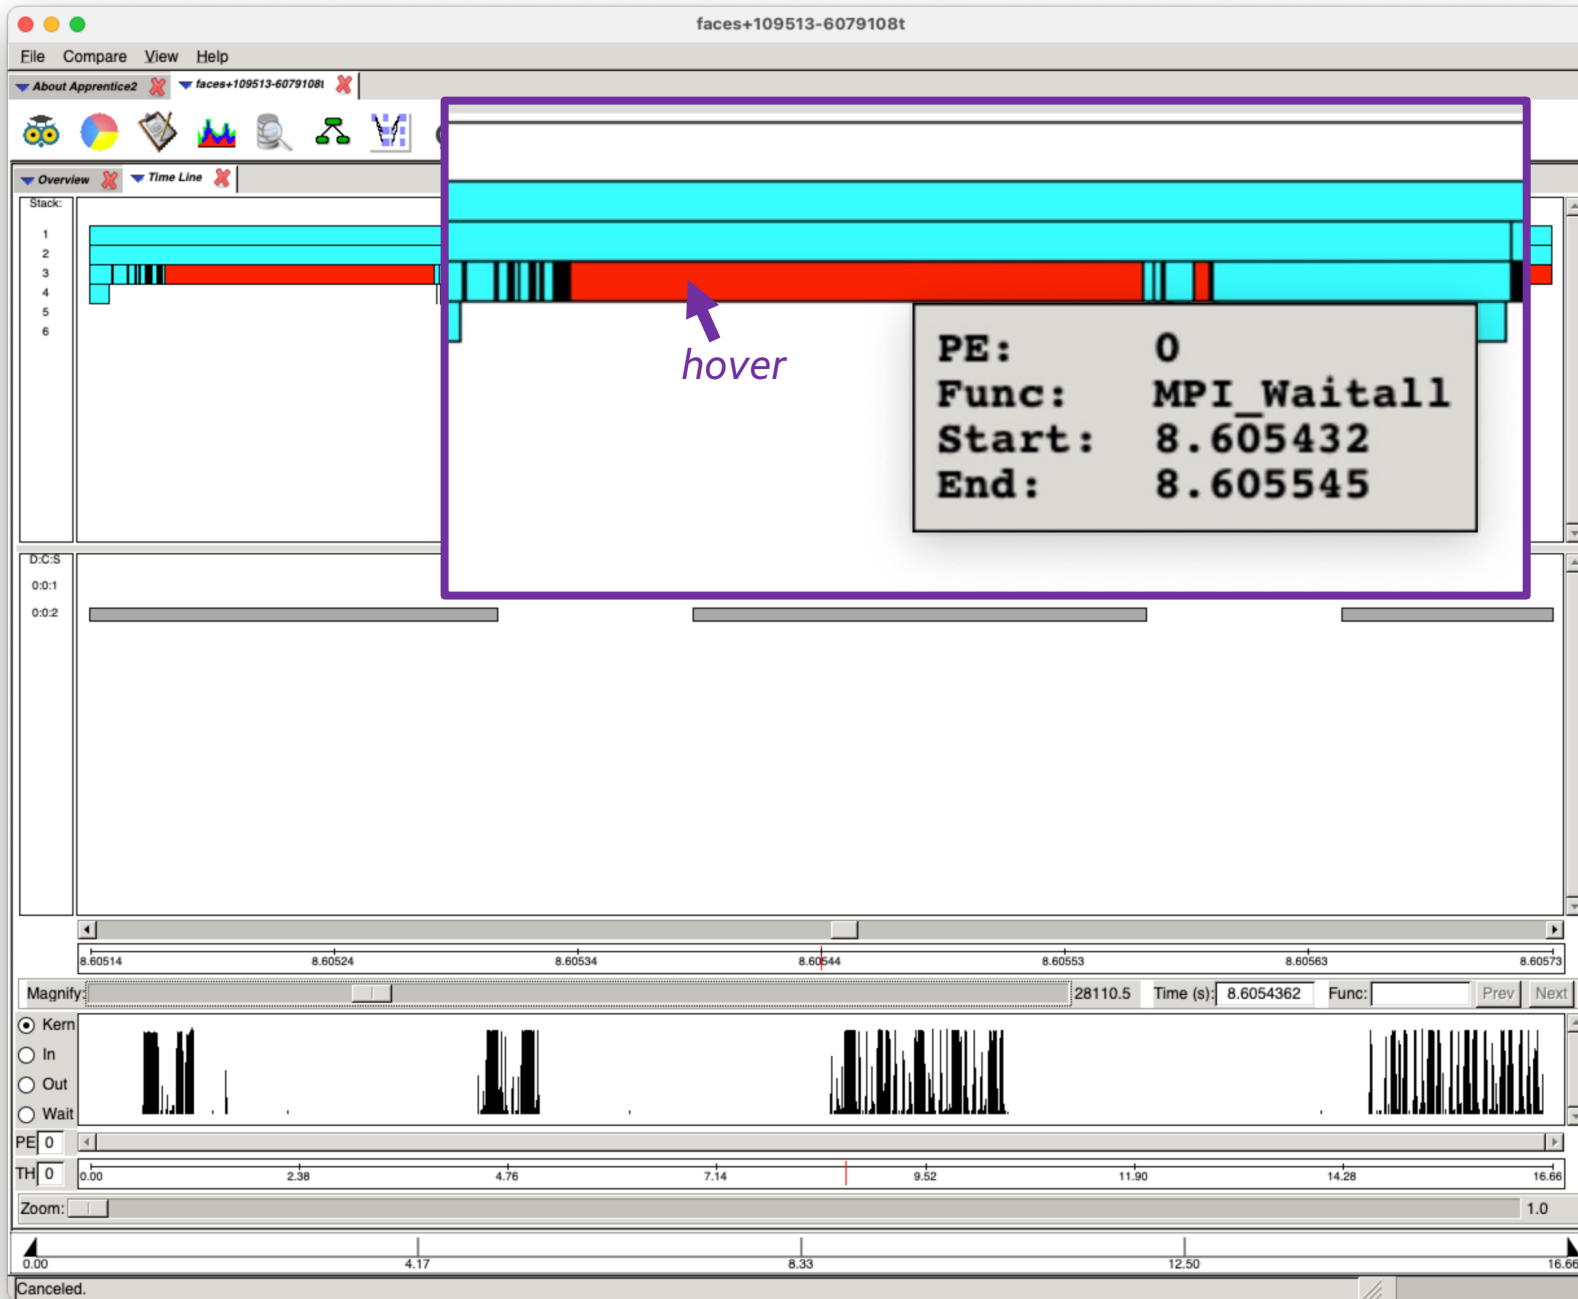 faces+109513-6079108t
File Compare View Help
About Apprentice2 faces+109513-6079108t
Overview Time Line
Stack:
1
2
3
4
5
6
hover
PE: 0
Func: MPI_Waitall
Start: 8.605432
End: 8.605545
D:C:S
0:0:1
0:0:2
8.60514 8.60524 8.60534 8.60544 8.60553 8.60563 8.60573
Magnify: 28110.5 Time (s): 8.6054362 Func: Prev Next
Kern
In
Out
Wait
PE 0
TH 0 0.00 2.38 4.76 7.14 9.52 11.90 14.28 16.66
Zoom: 1.0
0.00 4.17 8.33 12.50 16.66
Canceled.